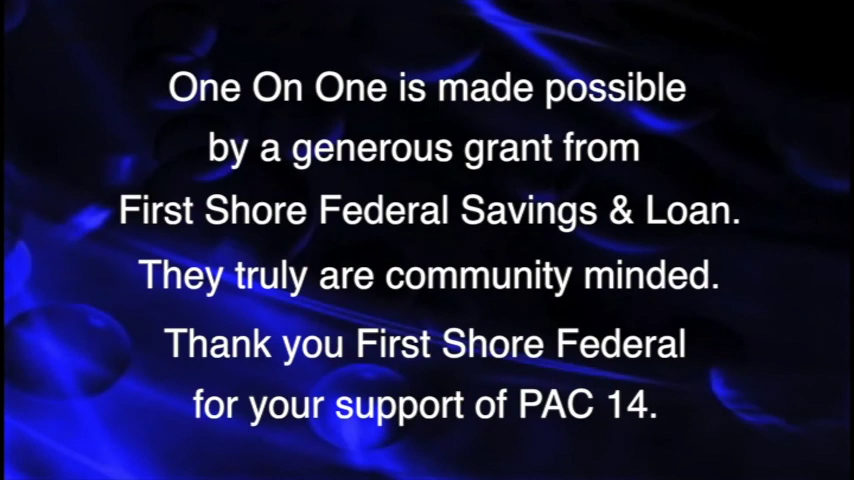 One On One is made possible
by a generous grant from
First Shore Federal Savings & Loan.
They truly are community minded.
Thank you First Shore Federal
for your support of PAC 14.